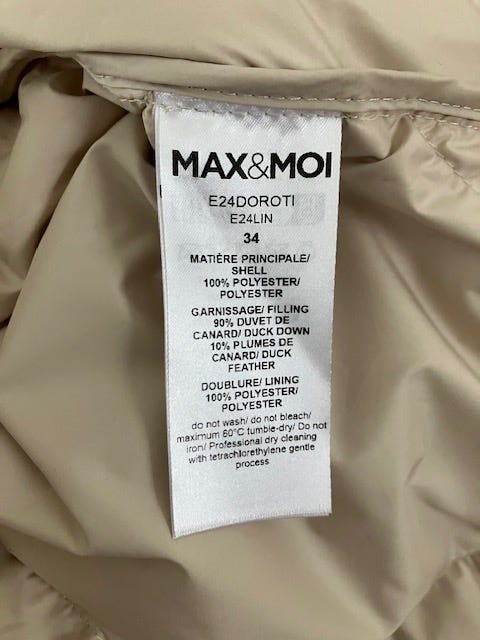 MAX&MOI
E24DOROTI
E24LIN
34
MATIÈRE PRINCIPALE/
SHELL
100% POLYESTER/
POLYESTER
GARNISSAGE/ FILLING
90% DUVET DE
CANARD/ DUCK DOWN
10% PLUMES DE
CANARD/ DUCK
FEATHER
DOUBLURE/ LINING
100% POLYESTER/
POLYESTER
do not wash/ do not bleach/
maximum 60°C tumble-dry/ Do not
iron/ Professional dry cleaning
with tetrachlorethylene gentle
process